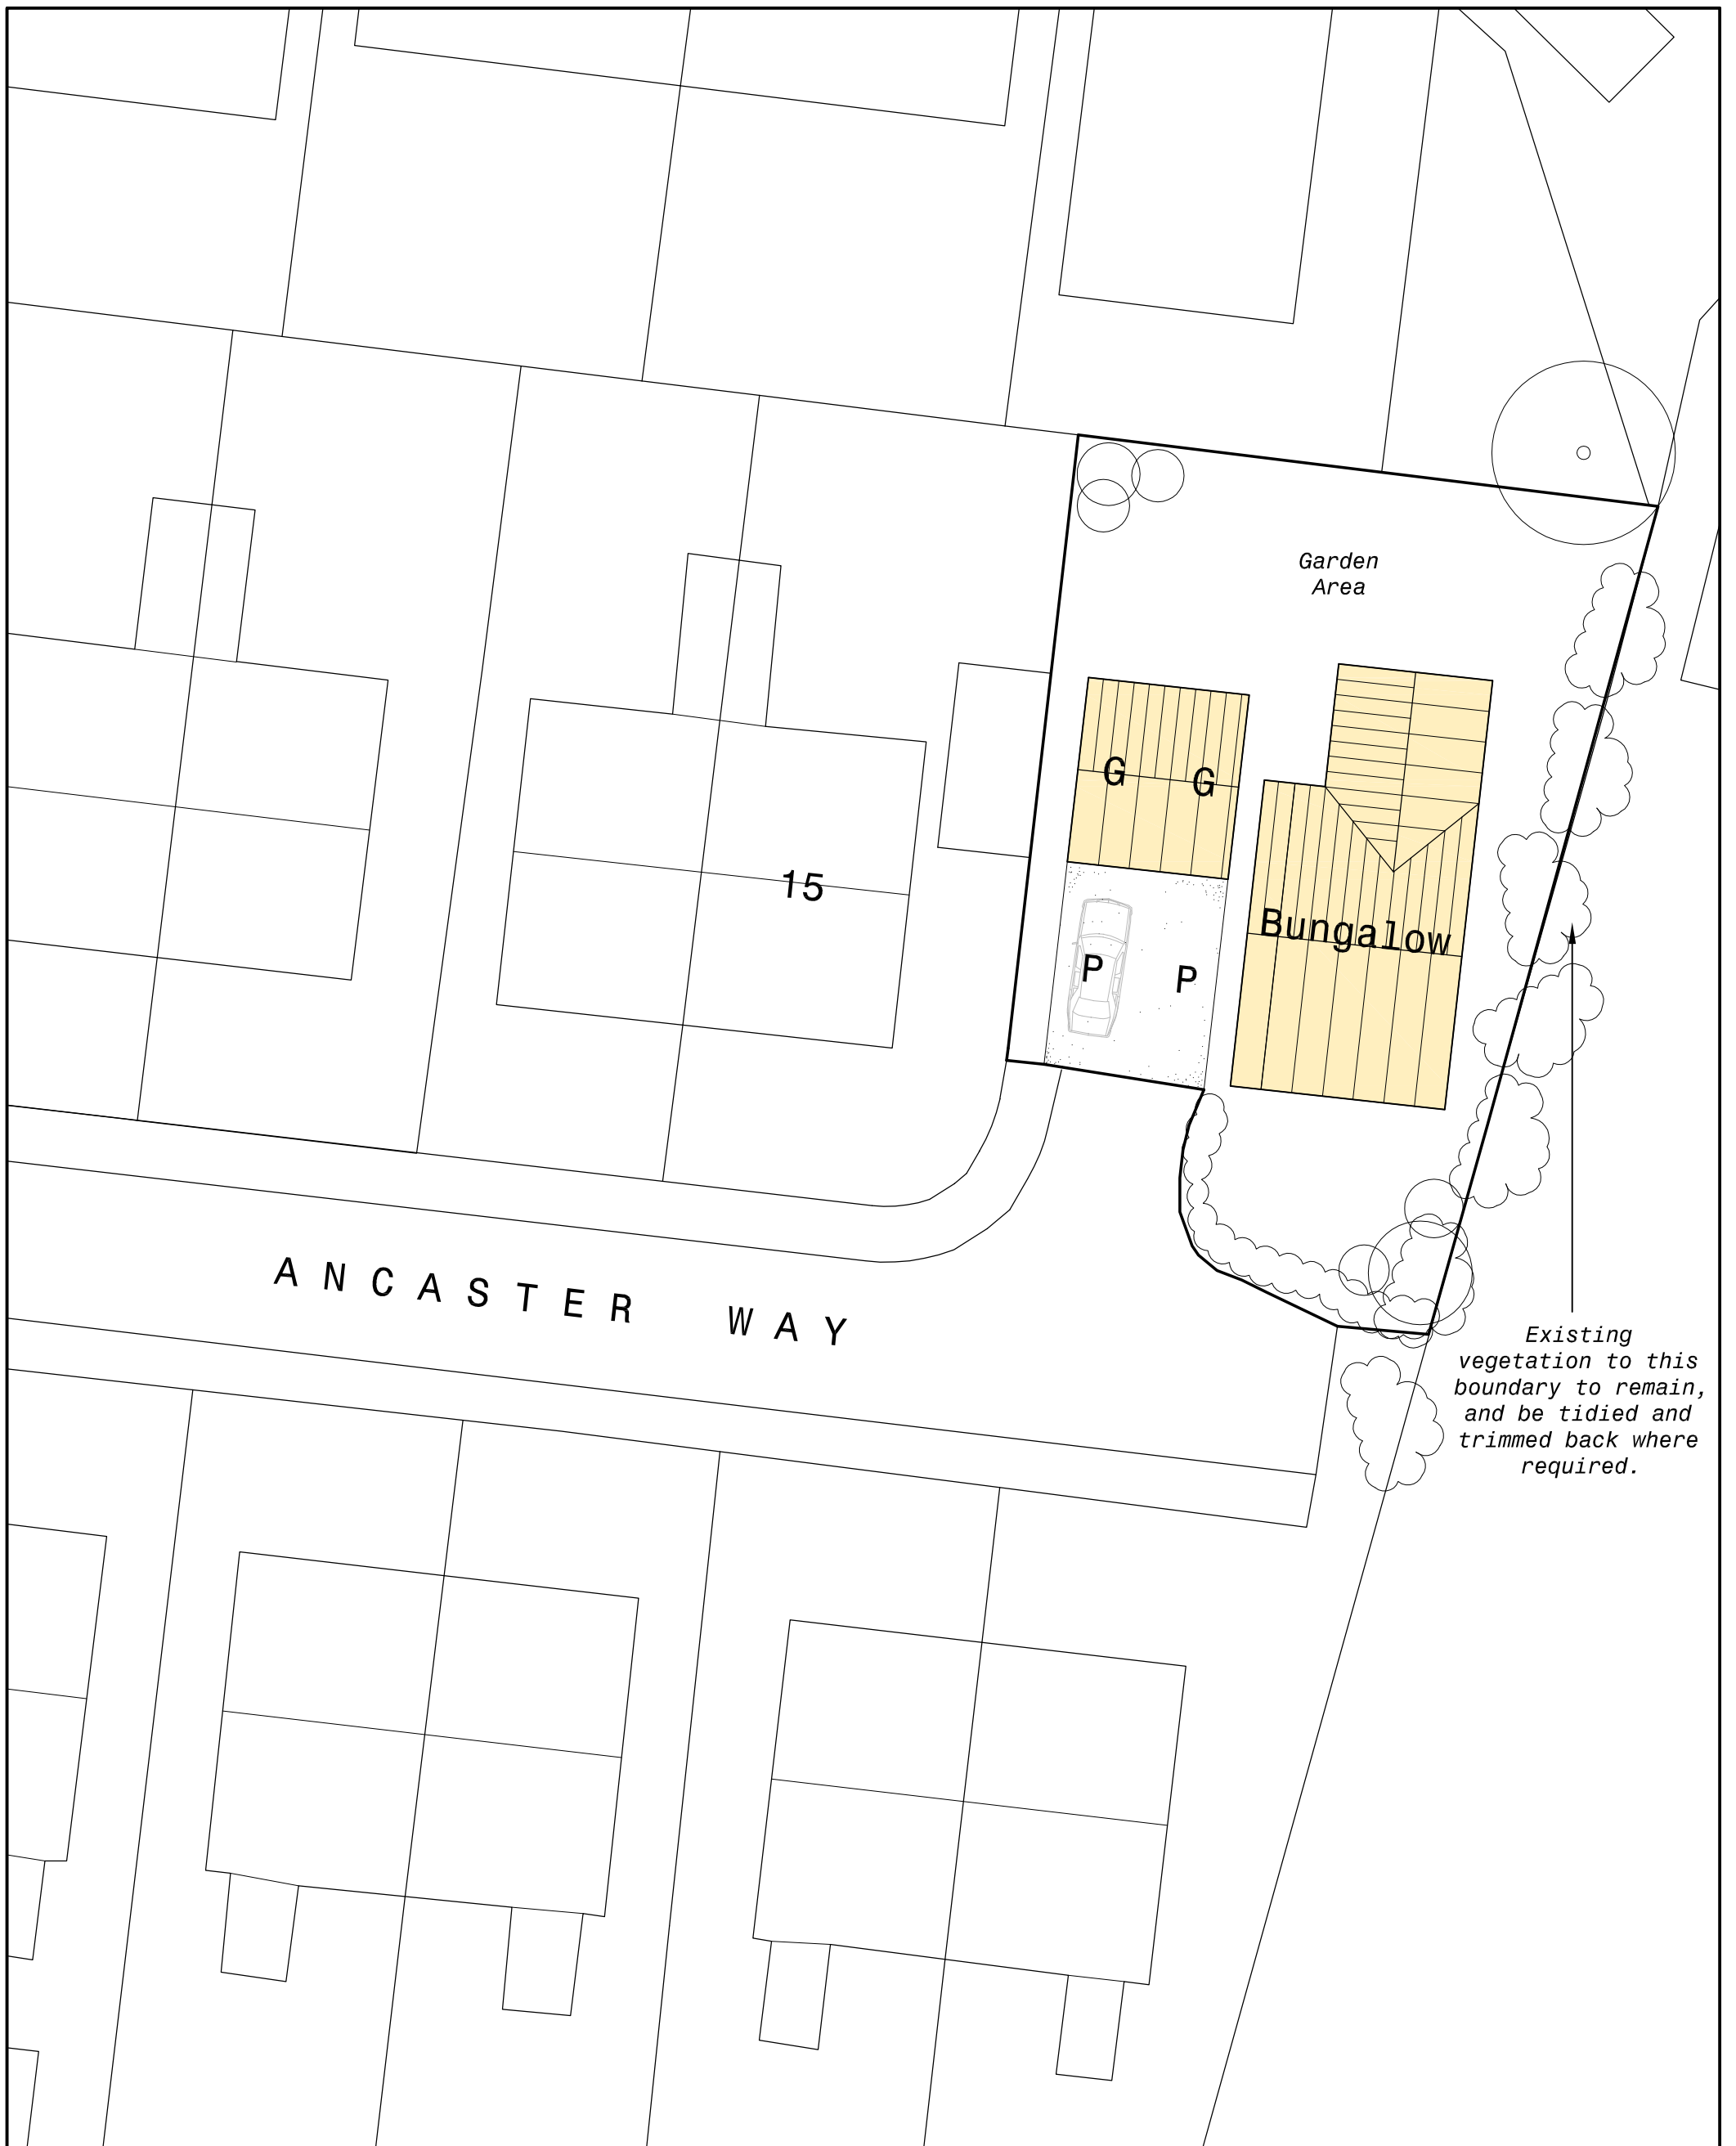 Garden
Area
G G
15
Bungalow
P P
ANCASTER WAY
Existing
vegetation to this
boundary to remain,
and be tidied and
trimmed back where
required.